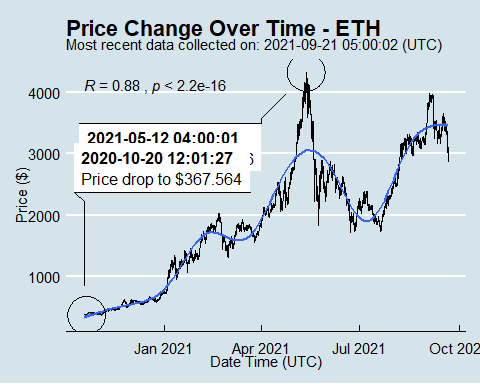 Price Change Over Time - ETH
Most recent data collected on: 2021-09-21 05:00:02 (UTC)
R = 0.88 , p < 2.2e-16
4000
3000
2000
1000
Price ($)
2021-05-12 04:00:01
2020-10-20 12:01:27
6
Price drop to $367.564
Jan 2021
Apr 2021
Jul 2021
Oct 202
Date Time (UTC)